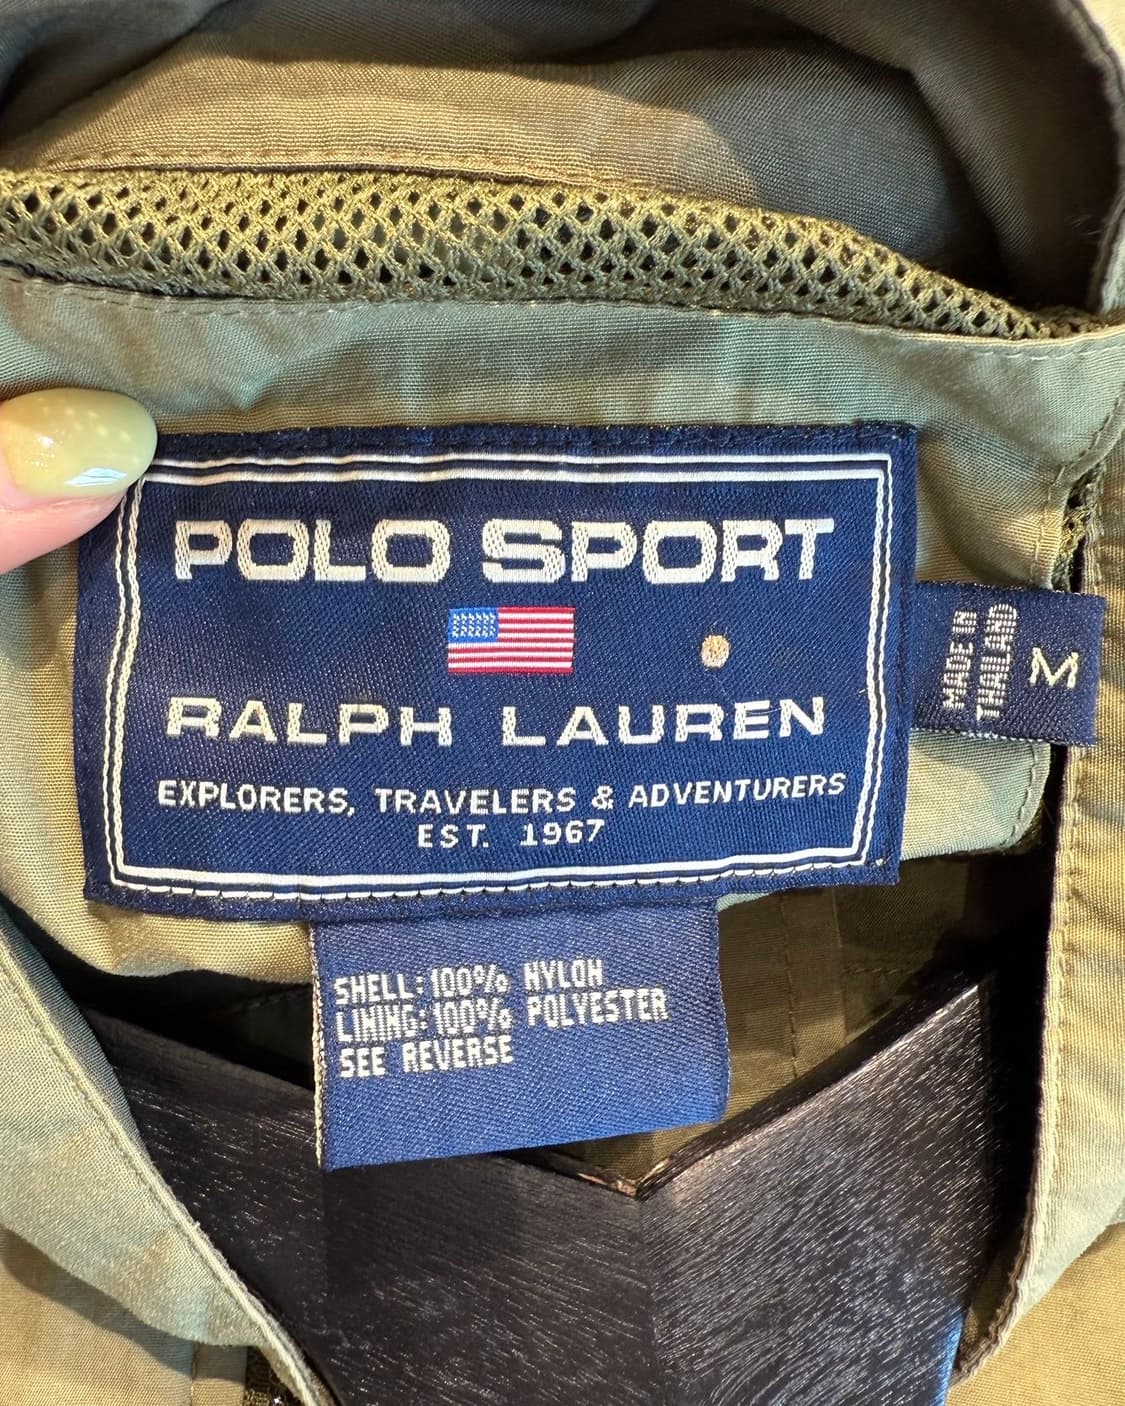 POLO SPORT
RALPH LAUREN
EXPLORERS, TRAVELERS & ADVENTURERS
EST. 1967
MADE IN
THAILAND
M
SHELL:100% NYLON
LINING:100% POLYESTER
SEE REVERSE